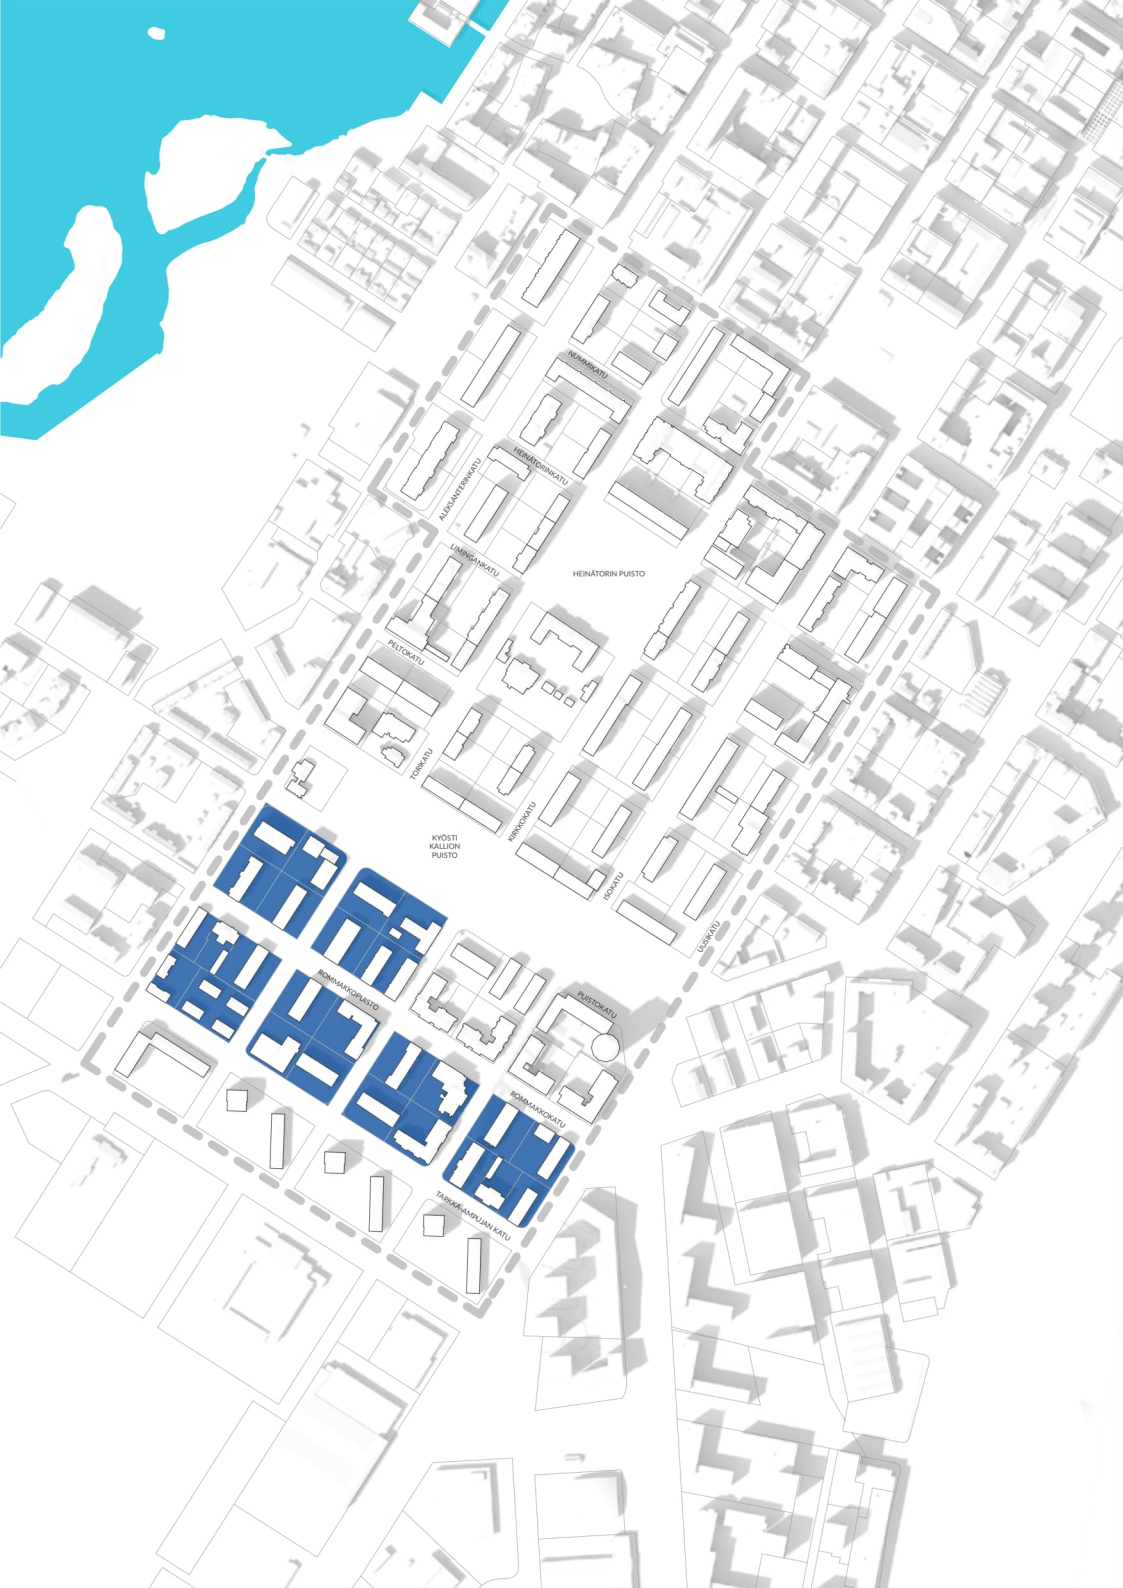 NUMMIKATU
HEINÄTORINKATU
ALEKSANTERINKATU
LIMINGANKATU
HEINÄTORIN PUISTO
PELTOKATU
TORIKATU
KIRKKOKATU
KYÖSTI
KALLION
PUISTO
ISOKATU
UUSIKATU
ROMMAKKOPUISTO
PUISTOKATU
ROMMAKKOKATU
TARKKA-AMPUJAN KATU